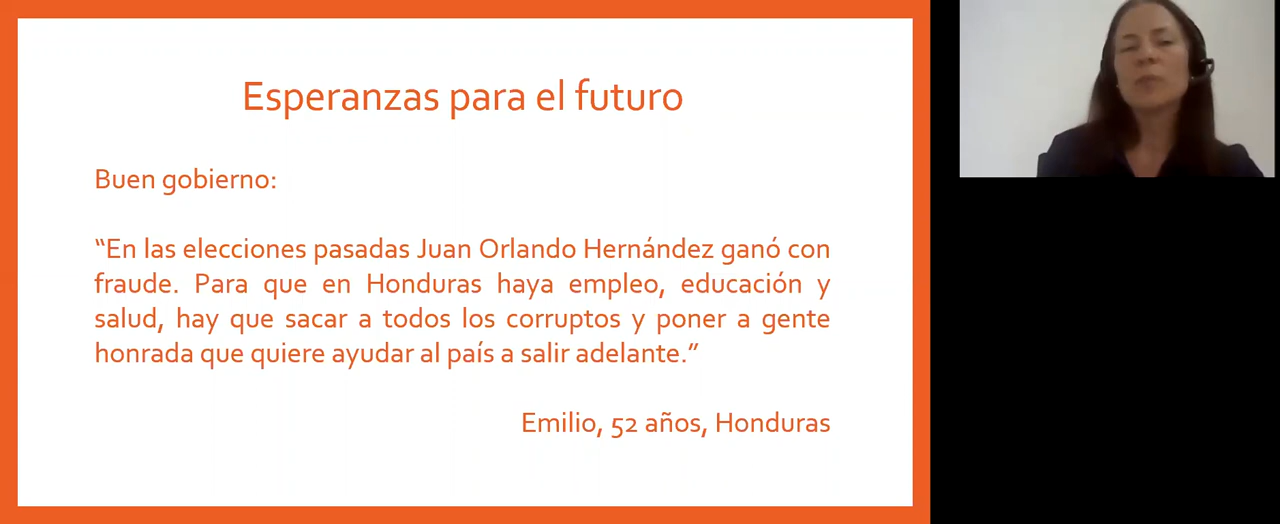 Esperanzas para el futuro
Buen gobierno:
“En las elecciones pasadas Juan Orlando Hernández ganó con
fraude. Para que en Honduras haya empleo, educación y
salud, hay que sacar a todos los corruptos y poner a gente
honrada que quiere ayudar al país a salir adelante.”
Emilio, 52 años, Honduras